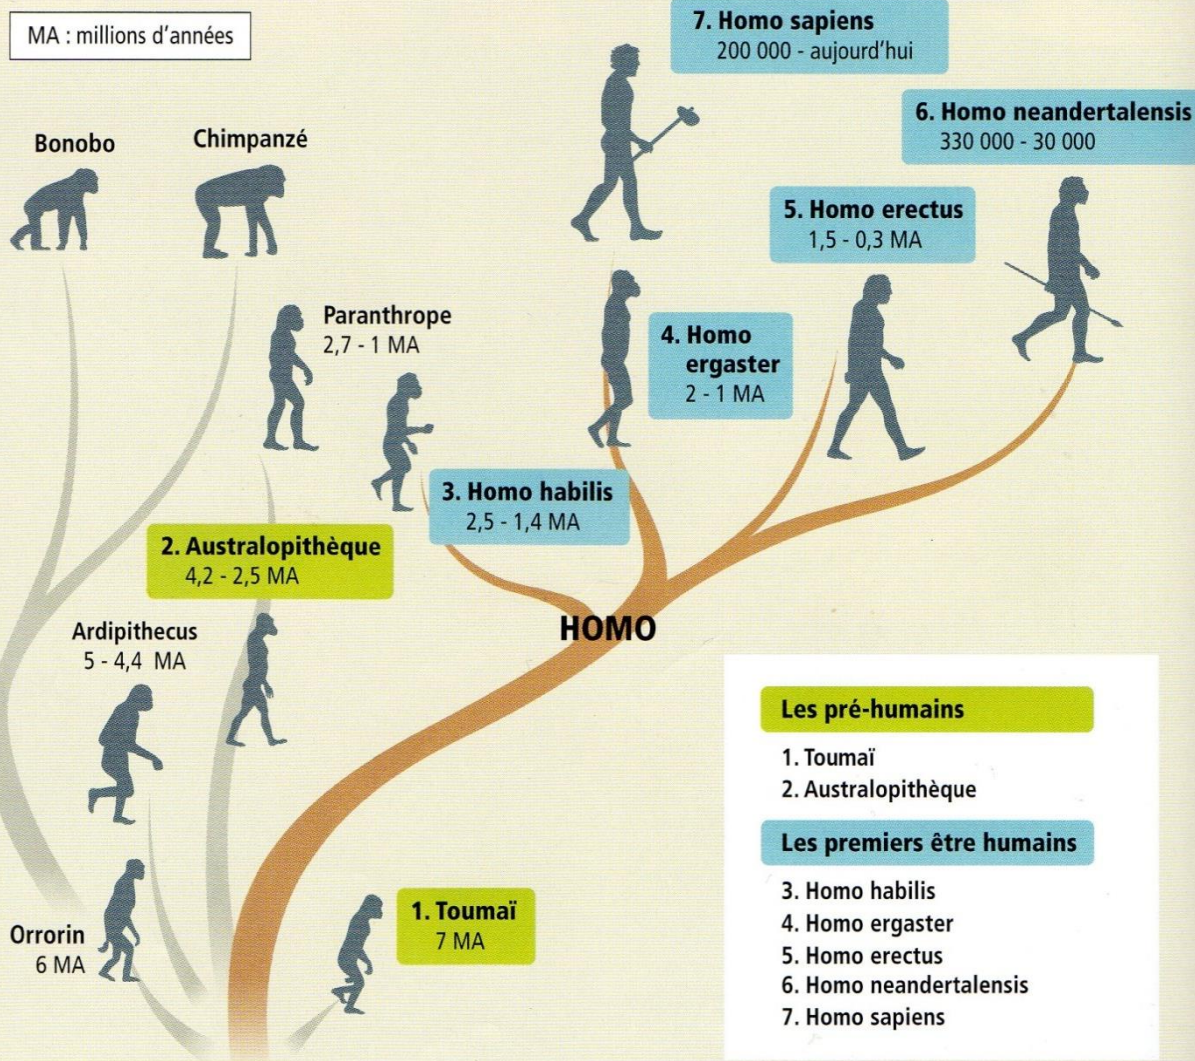 MA : millions d'années
7. Homo sapiens
200 000 - aujourd'hui
6. Homo neandertalensis
330 000 - 30 000
Bonobo
Chimpanzé
5. Homo erectus
1,5 - 0,3 MA
Paranthrope
2,7 - 1 MA
4. Homo
ergaster
2 - 1 MA
3. Homo habilis
2,5 - 1,4 MA
2. Australopithèque
4,2 - 2,5 MA
Ardipithecus
5 - 4,4 MA
HOMO
Orrorin
6 MA
1. Toumaï
7 MA
Les pré-humains
1. Toumaï
2. Australopithèque
Les premiers être humains
3. Homo habilis
4. Homo ergaster
5. Homo erectus
6. Homo neandertalensis
7. Homo sapiens